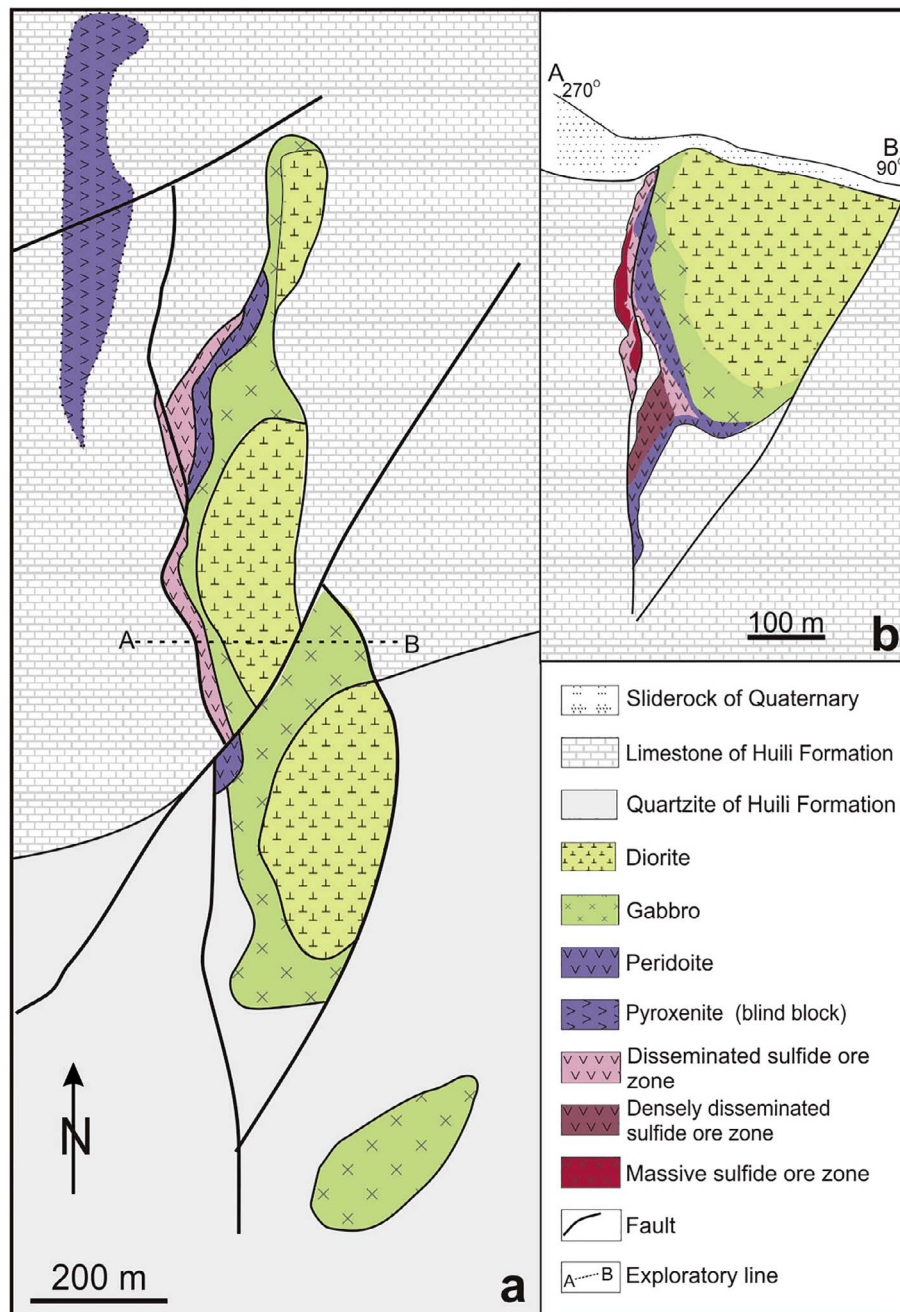 A
B
N
200 m
a
A
270°
B
90°
100 m
b
Sliderock of Quaternary
Limestone of Huili Formation
Quartzite of Huili Formation
Diorite
Gabbro
Peridoite
Pyroxenite (blind block)
Disseminated sulfide ore
zone
Densely disseminated
sulfide ore zone
Massive sulfide ore zone
Fault
A B
Exploratory line